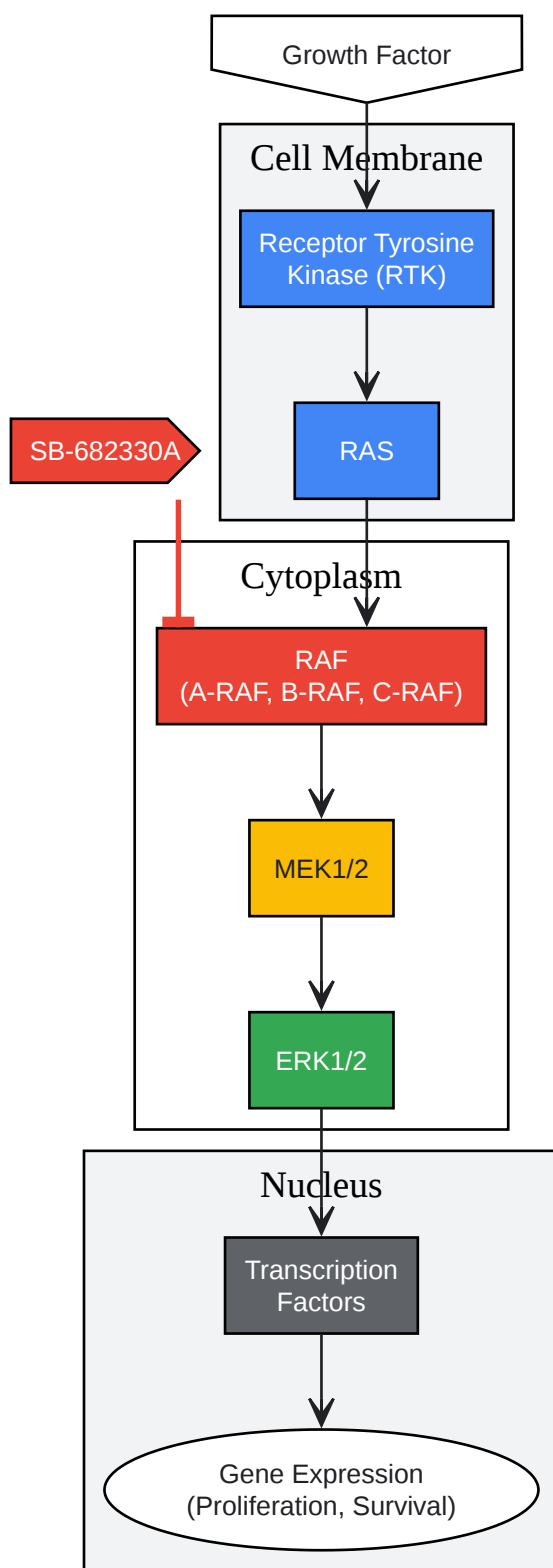 Growth Factor
Cell Membrane
Receptor Tyrosine
Kinase (RTK)
RAS
SB-682330A
Cytoplasm
RAF
(A-RAF, B-RAF, C-RAF)
MEK1/2
ERK1/2
Nucleus
Transcription
Factors
Gene Expression
(Proliferation, Survival)